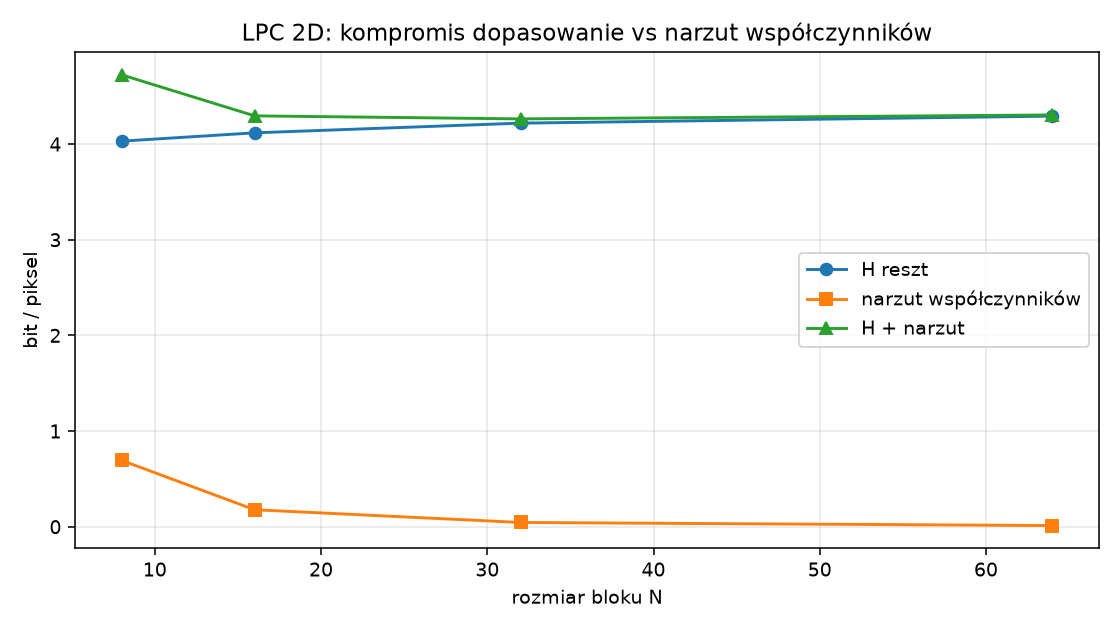 LPC 2D: kompromis dopasowanie vs narzut współczynników
bit / piksel
4
3
2
1
0
H reszt
narzut współczynników
H + narzut
10 20 30 40 50 60
rozmiar bloku N